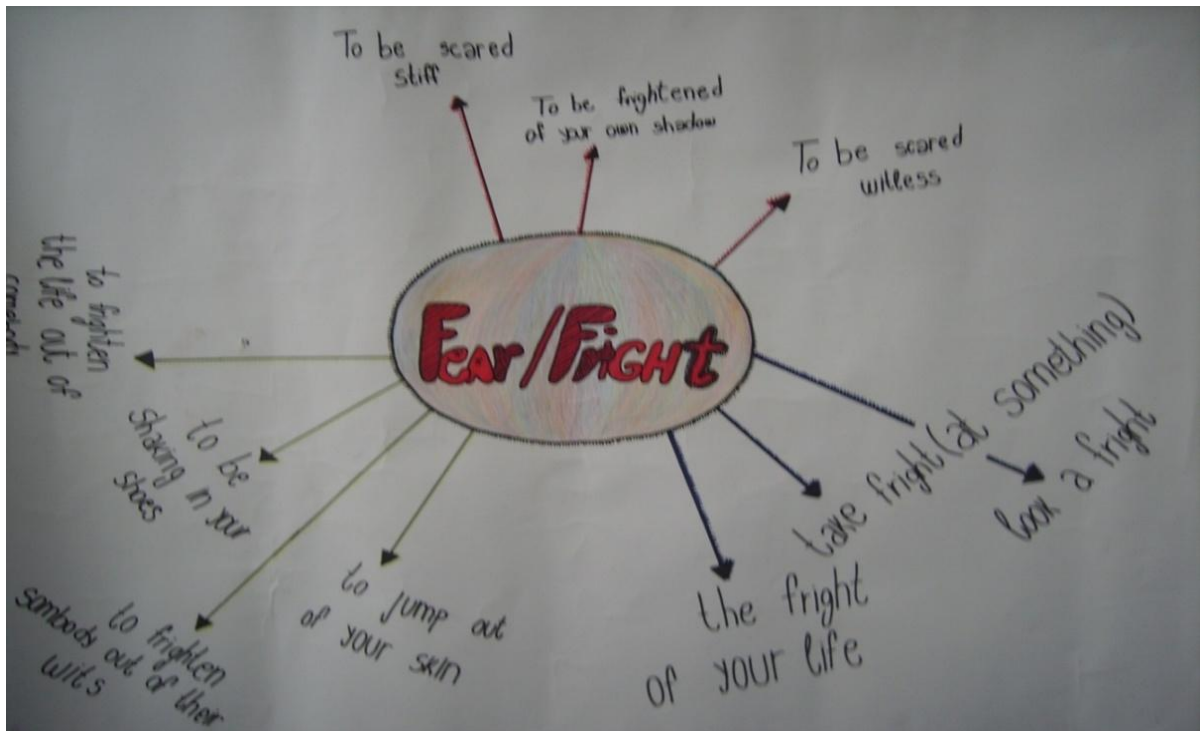 To be scared
stiff
To be frightened
of your own shadow
To be scared
witless
Fear/Fright
to frighten
the life out of
somebody
to be
shaking in your
shoes
to frighten
sombody out of their
wits
to jump out
of your skin
the fright
of your life
take fright (at something)
look a fright